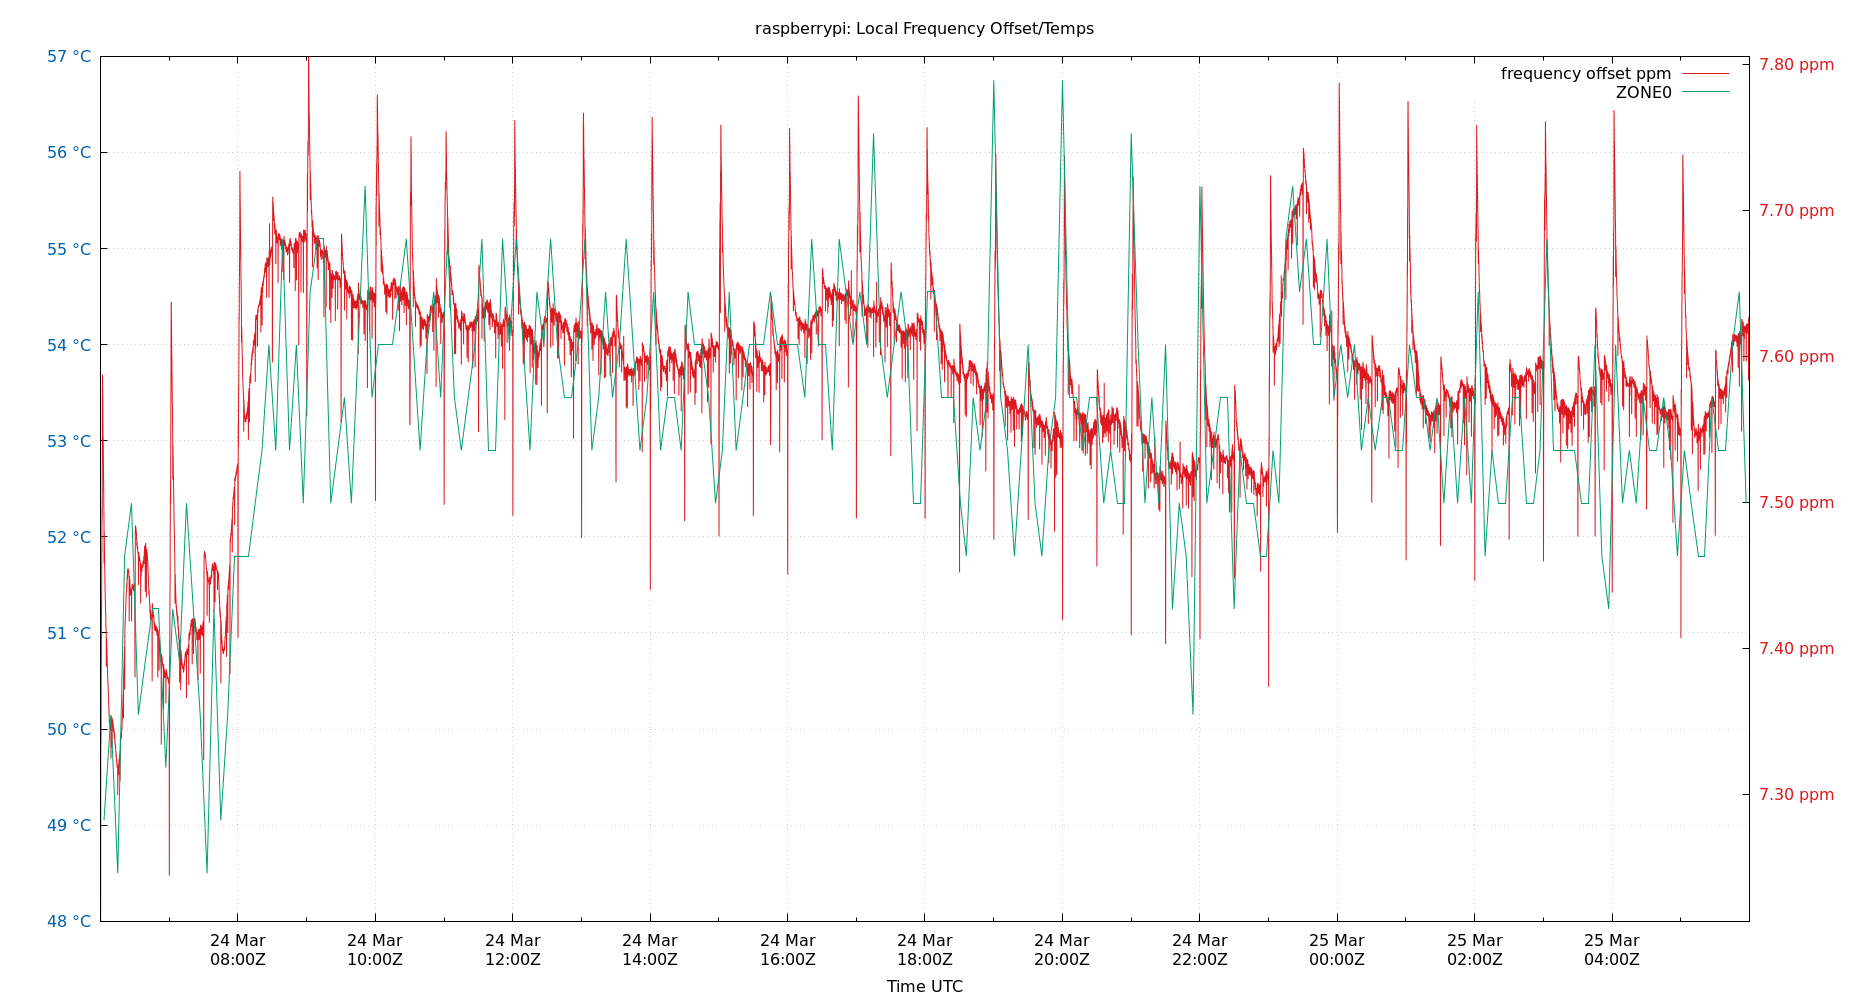 raspberrypi: Local Frequency Offset/Temps
57 °C
56 °C
55 °C
54 °C
53 °C
52 °C
51 °C
50 °C
49 °C
48 °C
frequency offset ppm
ZONE0
7.80 ppm
7.70 ppm
7.60 ppm
7.50 ppm
7.40 ppm
7.30 ppm
24 Mar
08:00Z
24 Mar
10:00Z
24 Mar
12:00Z
24 Mar
14:00Z
24 Mar
16:00Z
24 Mar
18:00Z
24 Mar
20:00Z
24 Mar
22:00Z
25 Mar
00:00Z
25 Mar
02:00Z
25 Mar
04:00Z
Time UTC